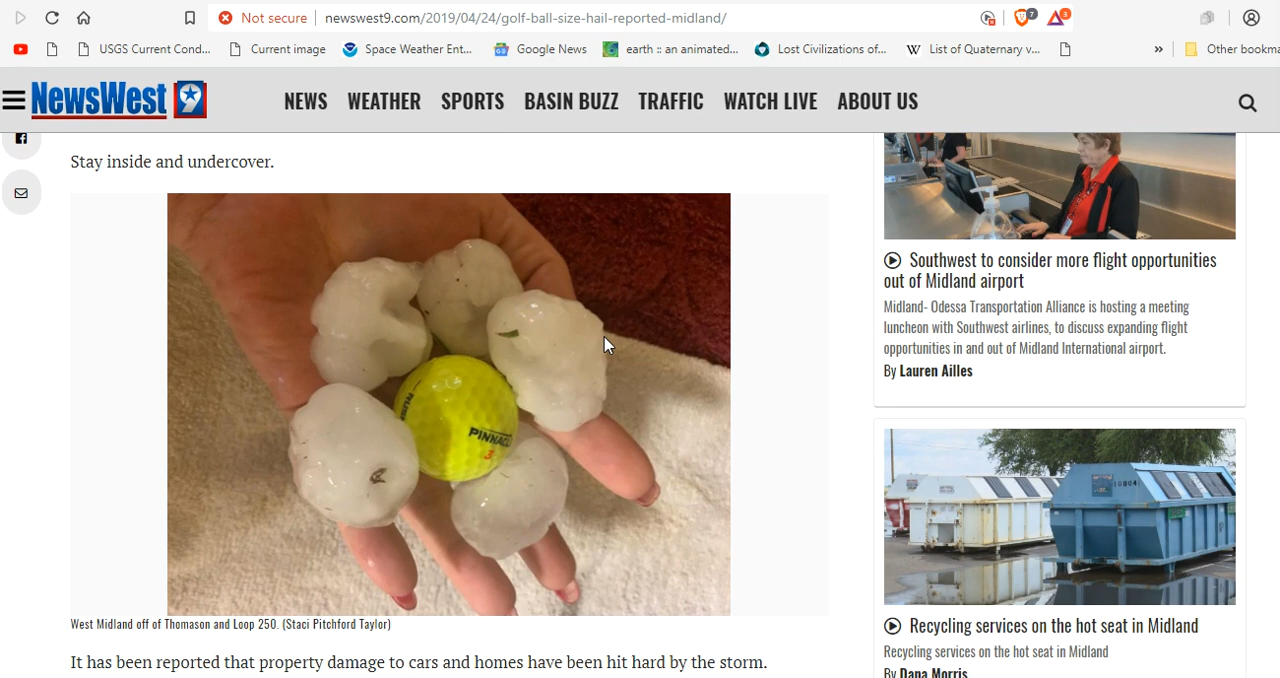 Not secure
newswest9.com/2019/04/24/golf-ball-size-hail-reported-midland/
7
3
USGS Current Cond...
Current image
Space Weather Ent...
Google News
earth :: an animated...
Lost Civilizations of...
W
List of Quaternary v...
»
Other bookma
NewsWest 9
NEWS
WEATHER
SPORTS
BASIN BUZZ
TRAFFIC
WATCH LIVE
ABOUT US
Stay inside and undercover.
PINNACL
3
West Midland off of Thomason and Loop 250. (Staci Pitchford Taylor)
It has been reported that property damage to cars and homes have been hit hard by the storm.
Southwest to consider more flight opportunities
out of Midland airport
Midland- Odessa Transportation Alliance is hosting a meeting
luncheon with Southwest airlines, to discuss expanding flight
opportunities in and out of Midland International airport.
By Lauren Ailles
Recycling services on the hot seat in Midland
Recycling services on the hot seat in Midland
By Dana Morris